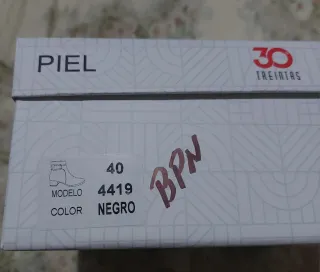 PIEL
30
TREINTAS
40
MODELO 4419
COLOR NEGRO
BPN